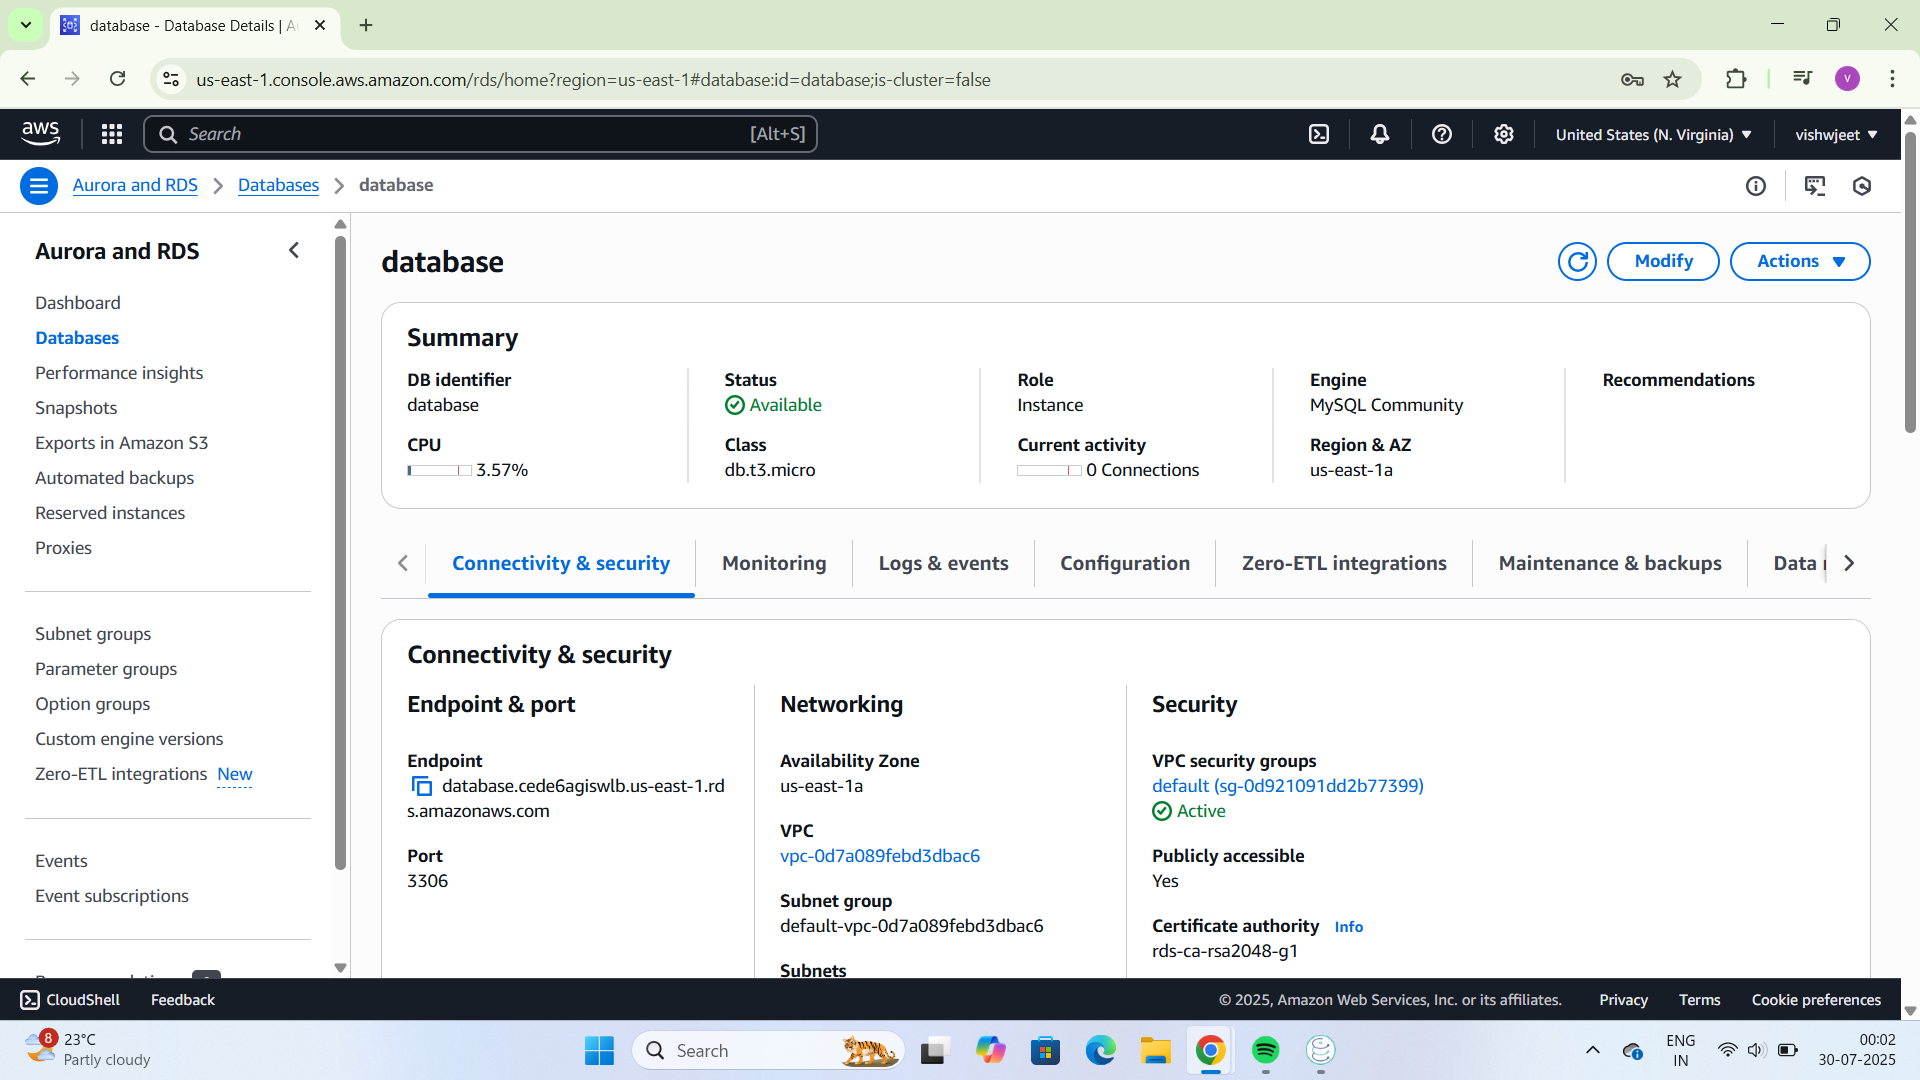 database - Database Details | A
us-east-1.console.aws.amazon.com/rds/home?region=us-east-1#database:id=database;is-cluster=false
V
aws
Search [Alt+S]
United States (N. Virginia)
vishwjeet
Aurora and RDS
Databases
database
Aurora and RDS
Dashboard
Databases
Performance insights
Snapshots
Exports in Amazon S3
Automated backups
Reserved instances
Proxies
Subnet groups
Parameter groups
Option groups
Custom engine versions
Zero-ETL integrations New
Events
Event subscriptions
database
Modify
Actions
Summary
DB identifier
database
CPU
3.57%
Status
Available
Class
db.t3.micro
Role
Instance
Current activity
0 Connections
Engine
MySQL Community
Region & AZ
us-east-1a
Recommendations
Connectivity & security
Monitoring
Logs & events
Configuration
Zero-ETL integrations
Maintenance & backups
Data
Connectivity & security
Endpoint & port
Endpoint
database.cede6agiswlb.us-east-1.rd
s.amazonaws.com
Port
3306
Networking
Availability Zone
us-east-1a
VPC
vpc-0d7a089febd3dbac6
Subnet group
default-vpc-0d7a089febd3dbac6
Subnets
Security
VPC security groups
default (sg-0d921091dd2b77399)
Active
Publicly accessible
Yes
Certificate authority Info
rds-ca-rsa2048-g1
CloudShell
Feedback
© 2025, Amazon Web Services, Inc. or its affiliates.
Privacy
Terms
Cookie preferences
8
23°C
Partly cloudy
Search
ENG
IN
00:02
30-07-2025